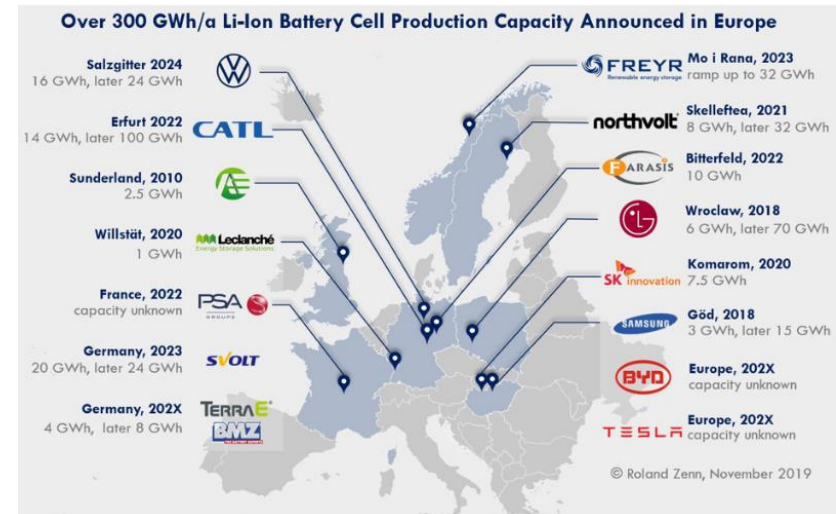 Over 300 GWh/a Li-Ion Battery Cell Production Capacity Announced in Europe
Salzgitter 2024
16 GWh, later 24 GWh
Erfurt 2022
14 GWh, later 100 GWh
CATL
Sunderland, 2010
2.5 GWh
Willstät, 2020
1 GWh
Leclanché
Energy Storage Solutions
France, 2022
capacity unknown
PSA
GROUPE
Germany, 2023
20 GWh, later 24 GWh
SVOLT
Germany, 202X
4 GWh, later 8 GWh
TERRAE
BMZ
FREYR
Renewable energy storage
Mo i Rana, 2023
ramp up to 32 GWh
northvolt
Skelleftea, 2021
8 GWh, later 32 GWh
FARASIS
Bitterfeld, 2022
10 GWh
LG
Wroclaw, 2018
6 GWh, later 70 GWh
SK innovation
Komarom, 2020
7.5 GWh
SAMSUNG
Göd, 2018
3 GWh, later 15 GWh
BYD
Europe, 202X
capacity unknown
TESLA
Europe, 202X
capacity unknown
© Roland Zenn, November 2019